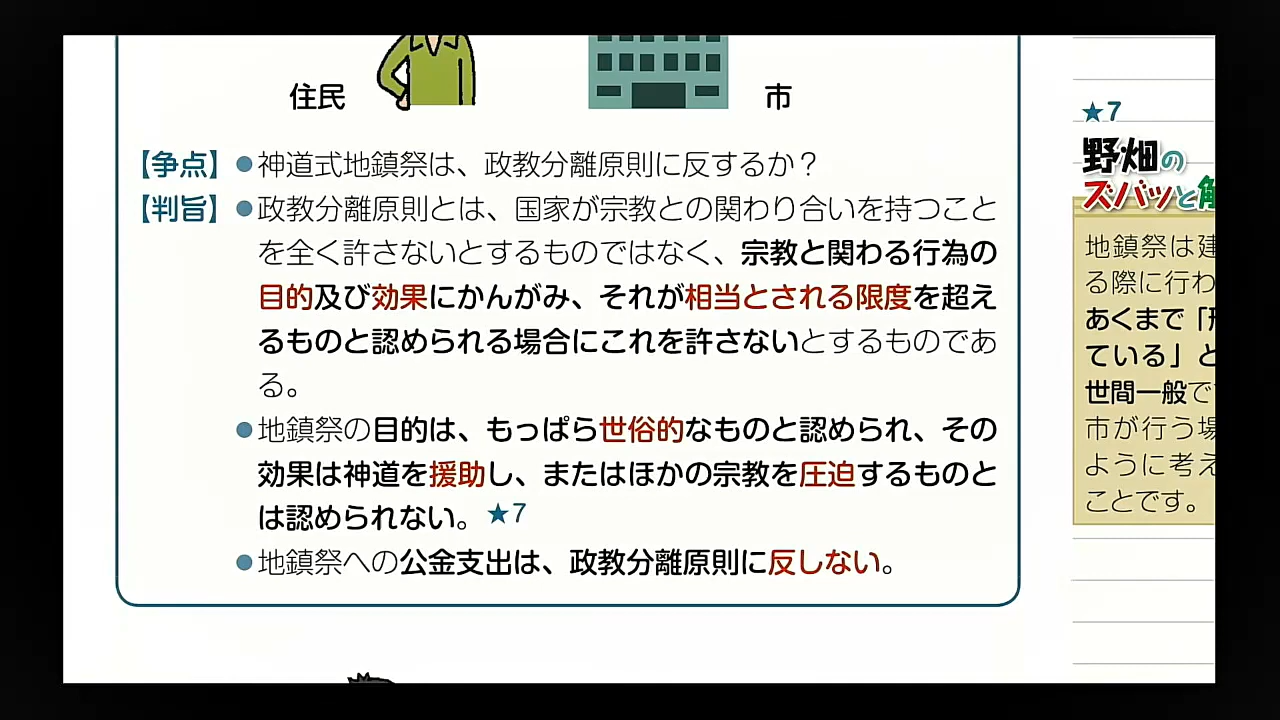 住民
市
【争点】●神道式地鎮祭は、政教分離原則に反するか？
【判旨】●政教分離原則とは、国家が宗教との関わり合いを持つこと
を全く許さないとするものではなく、宗教と関わる行為の
目的及び効果にかんがみ、それが相当とされる限度を超え
るものと認められる場合にこれを許さないとするものであ
る。
●地鎮祭の目的は、もっぱら世俗的なものと認められ、その
効果は神道を援助し、またはほかの宗教を圧迫するものと
は認められない。★7
●地鎮祭への公金支出は、政教分離原則に反しない。
★7
野畑の
ズバッと
地鎮祭は建
る際に行わ
あくまで「
ている」と
世間一般で
市が行う場
ように考え
ことです。